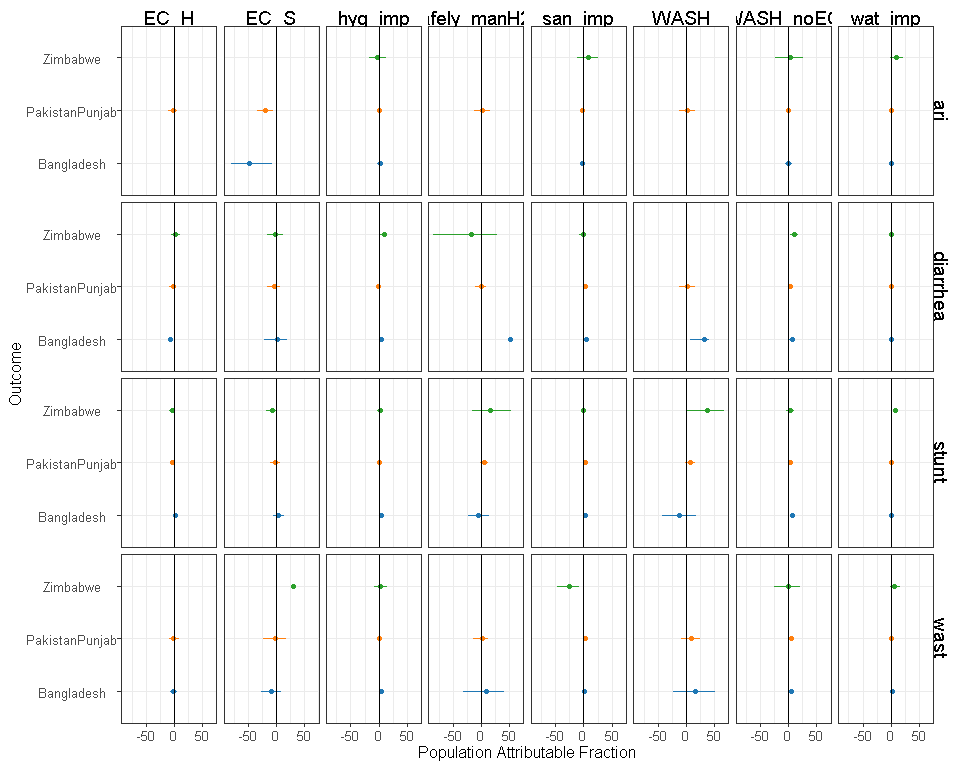 EC_H EC_S hyg_imp san_imp WASH wat_imp
ari
Zimbabwe
PakistanPunjab
Bangladesh
diarrhea
Zimbabwe
PakistanPunjab
Bangladesh
stunt
Zimbabwe
PakistanPunjab
Bangladesh
wast
Zimbabwe
PakistanPunjab
Bangladesh
Outcome
-50 0 50 -50 0 50 -50 0 50 -50 0 50 -50 0 50 -50 0 50 -50 0 50 -50 0 50
Population Attributable Fraction